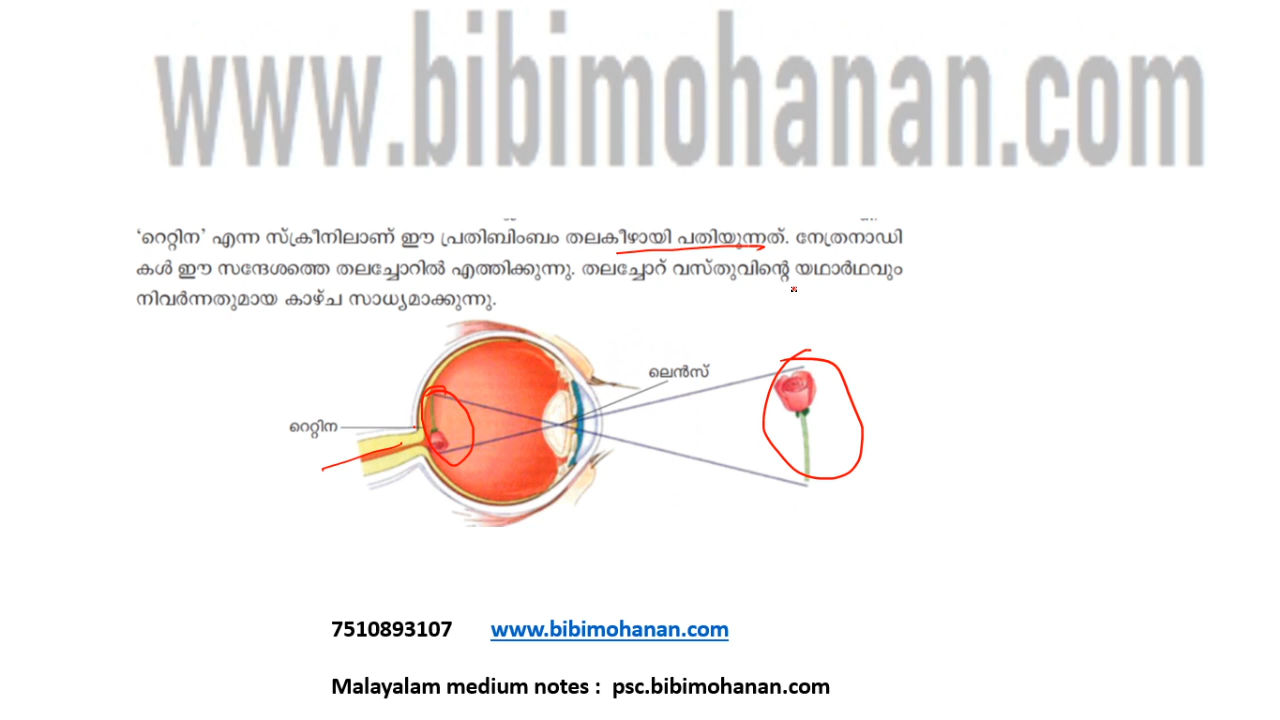 www.bibimohanan.com
‘റെറ്റിന’ എന്ന സ്ക്രീനിലാണ് ഈ പ്രതിബിംബം തലകീഴായി പതിയുന്നത്. നേത്രനാഡി
കൾ ഈ സന്ദേശത്തെ തലച്ചോറിൽ എത്തിക്കുന്നു. തലച്ചോറ് വസ്തുവിന്റെ യഥാർഥവും
നിവർന്നതുമായ കാഴ്ച സാധ്യമാക്കുന്നു.
ലെൻസ്
റെറ്റിന
7510893107 www.bibimohanan.com
Malayalam medium notes : psc.bibimohanan.com